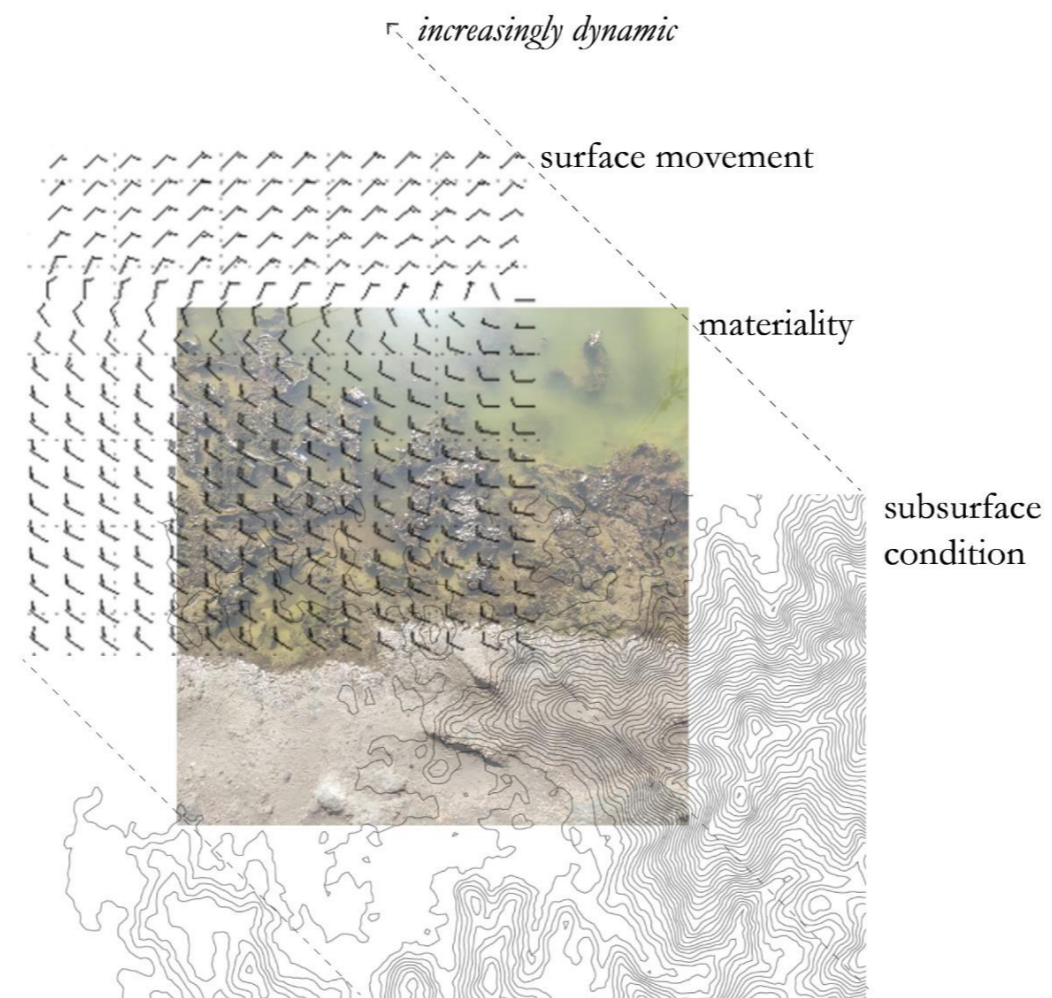 increasingly dynamic
surface movement
materiality
subsurface
condition